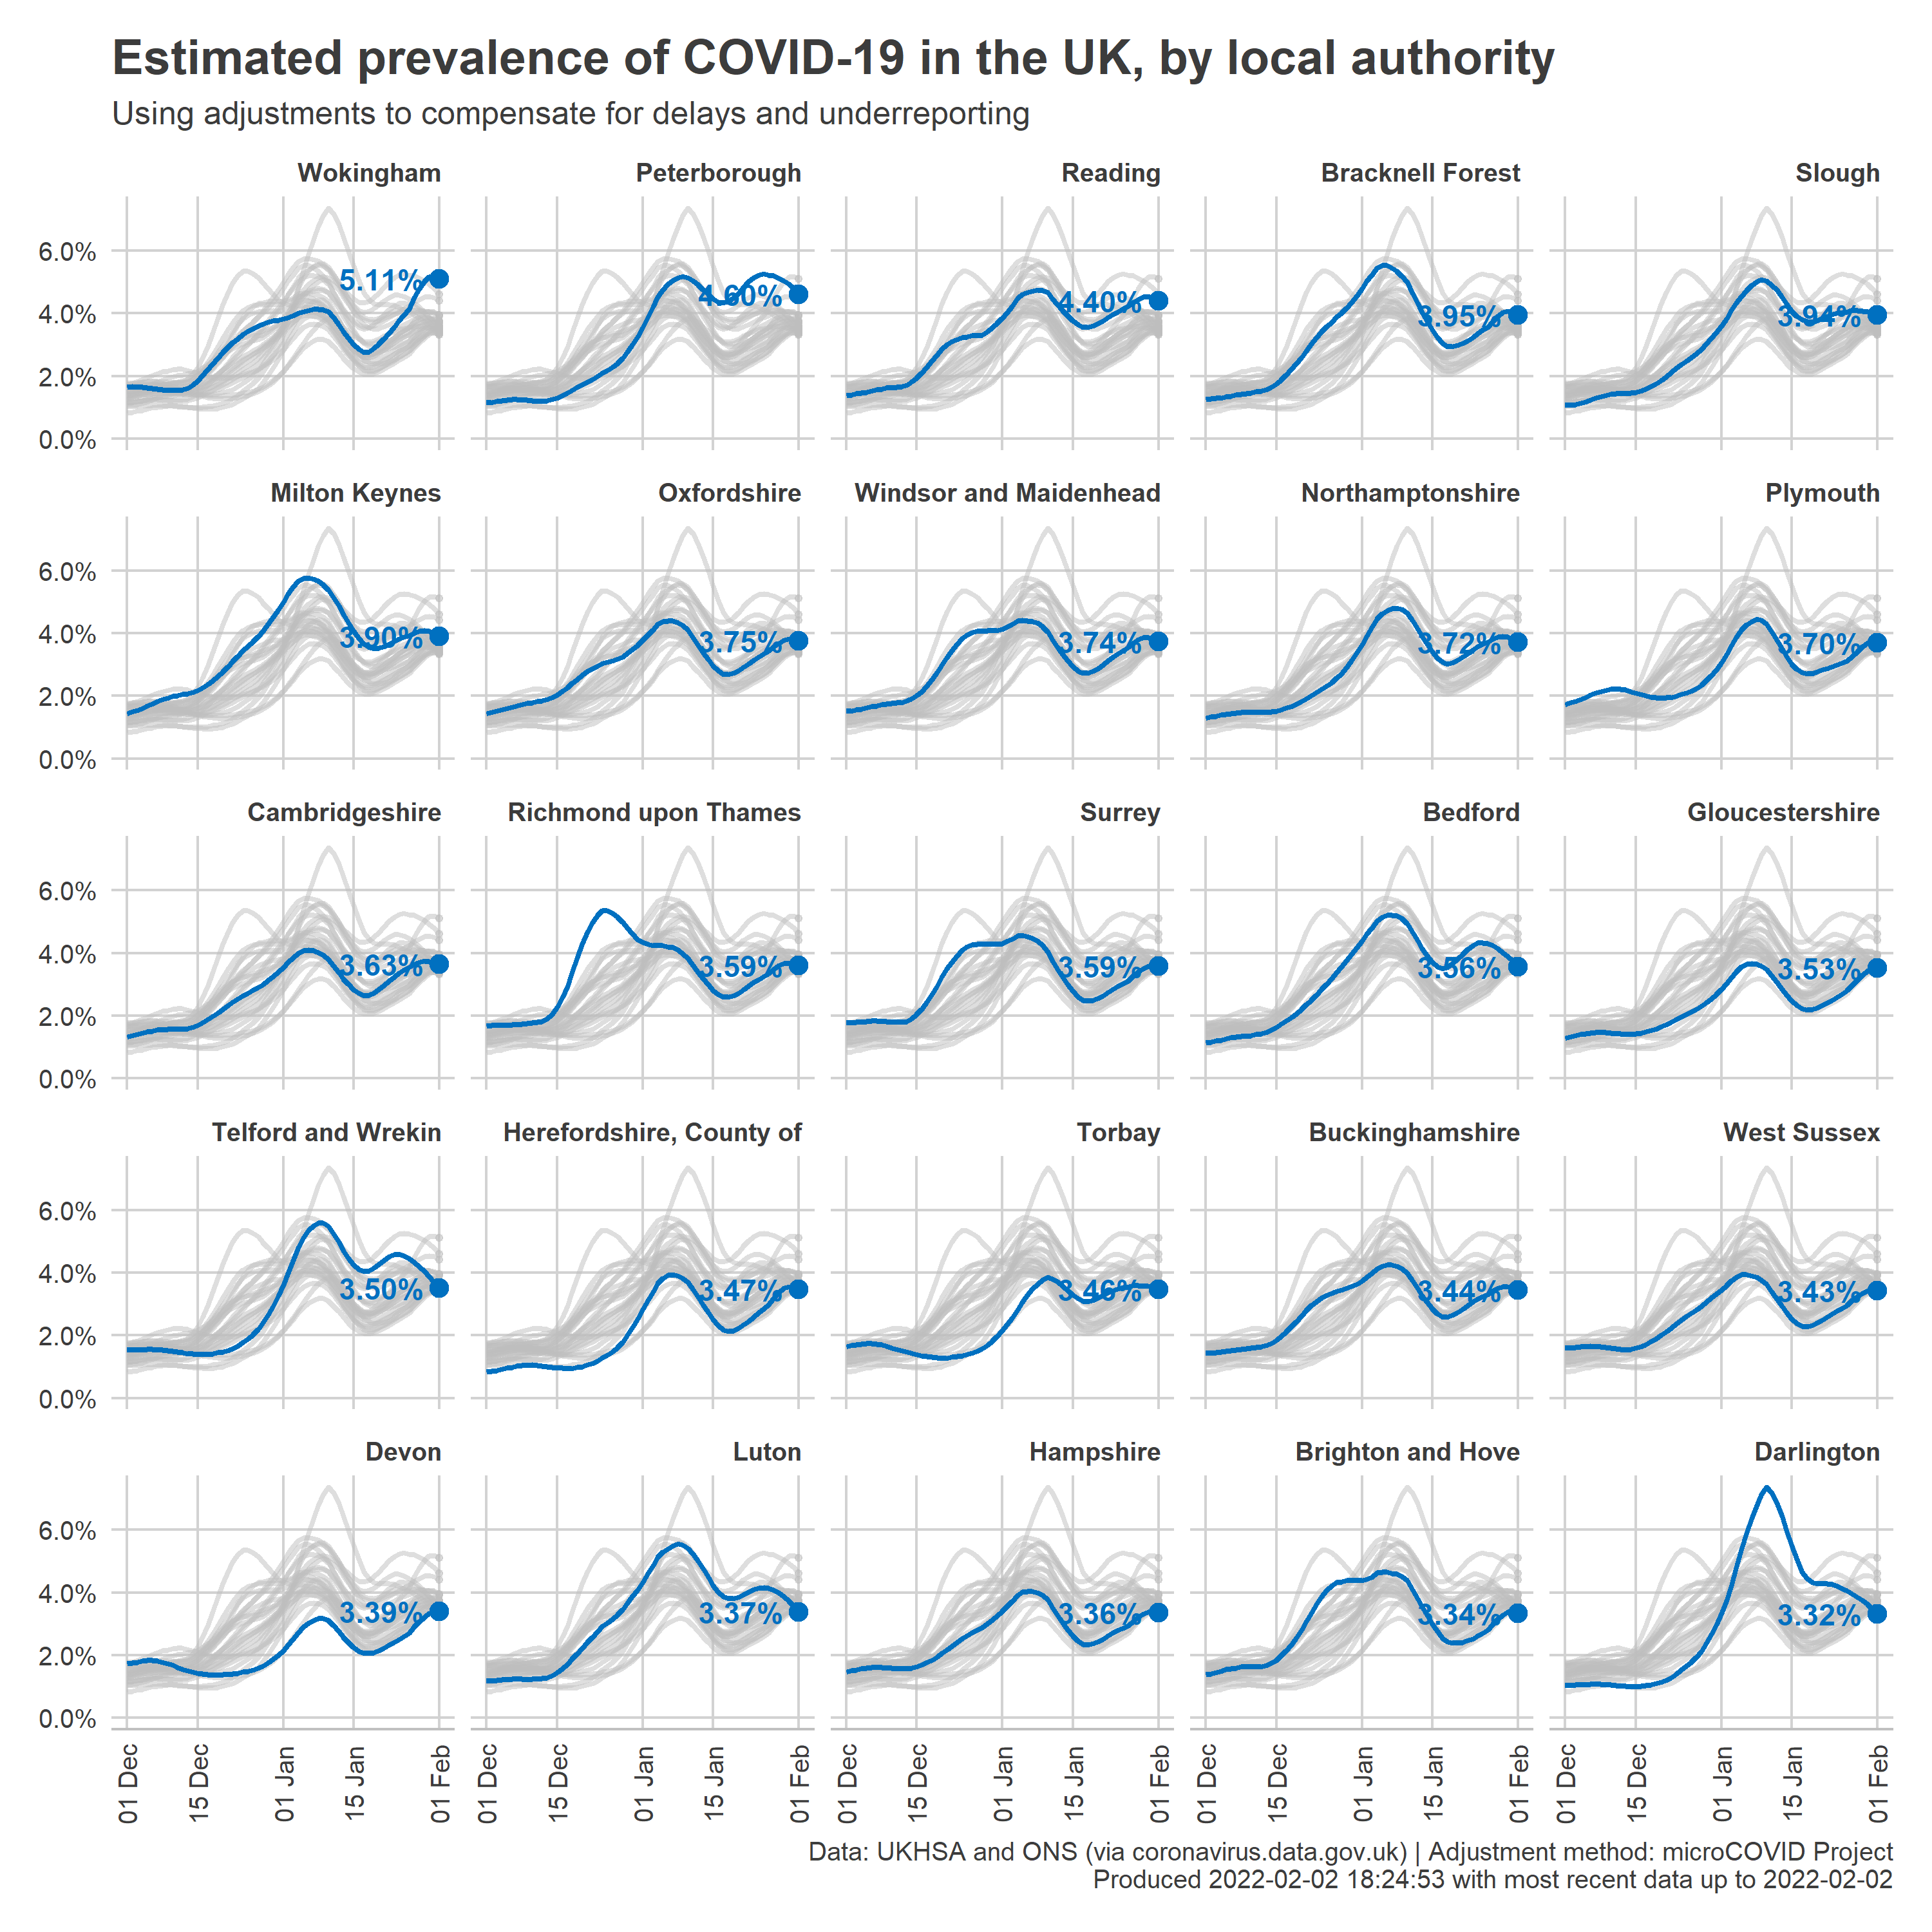 Estimated prevalence of COVID-19 in the UK, by local authority
Using adjustments to compensate for delays and underreporting
Wokingham Peterborough Reading Bracknell Forest Slough
6.0%
5.11% 4.60% 4.40% 3.95% 3.94%
4.0%
2.0%
0.0%
Milton Keynes Oxfordshire Windsor and Maidenhead Northamptonshire Plymouth
6.0%
4.0%
3.90% 3.75% 3.74% 3.72% 3.70%
2.0%
0.0%
Cambridgeshire Richmond upon Thames Surrey Bedford Gloucestershire
6.0%
4.0%
3.63% 3.59% 3.59% 3.56% 3.53%
2.0%
0.0%
Telford and Wrekin Herefordshire, County of Torbay Buckinghamshire West Sussex
6.0%
4.0%
3.50% 3.47% 3.46% 3.44% 3.43%
2.0%
0.0%
Devon Luton Hampshire Brighton and Hove Darlington
6.0%
4.0%
3.39% 3.37% 3.36% 3.34% 3.32%
2.0%
0.0%
01 Dec 15 Dec 01 Jan 15 Jan 01 Feb 01 Dec 15 Dec 01 Jan 15 Jan 01 Feb 01 Dec 15 Dec 01 Jan 15 Jan 01 Feb 01 Dec 15 Dec 01 Jan 15 Jan 01 Feb 01 Dec 15 Dec 01 Jan 15 Jan 01 Feb
Data: UKHSA and ONS (via coronavirus.data.gov.uk) | Adjustment method: microCOVID Project
Produced 2022-02-02 18:24:53 with most recent data up to 2022-02-02